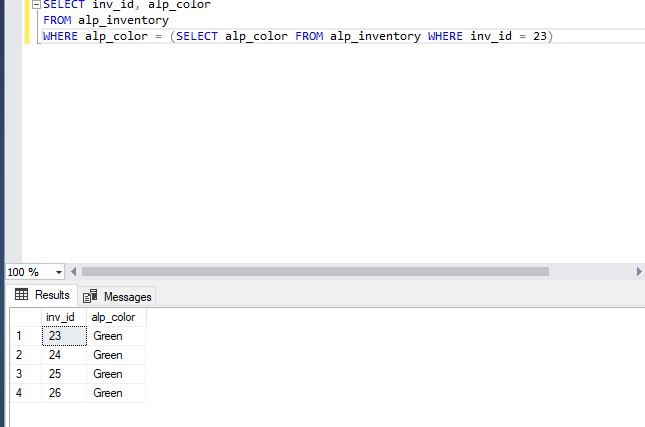 SELECT inv_id, alp_color
FROM alp_inventory
WHERE alp_color = (SELECT alp_color FROM alp_inventory WHERE inv_id = 23)
100 %
Results Messages
inv_id alp_color
1 23 Green
2 24 Green
3 25 Green
4 26 Green